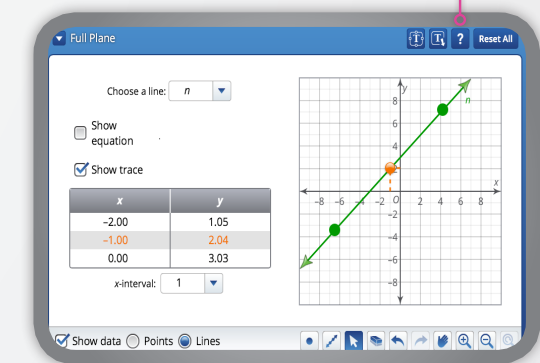 Full Plane
T T ? Reset All
Choose a line: n
Show
equation
Show trace
x y
-2.00 1.05
-1.00 2.04
0.00 3.03
x-interval: 1
y
8
n
6
4
x
-8 -6 -4 -2 O 2 4 6 8
-2
-4
-6
-8
Show data Points Lines